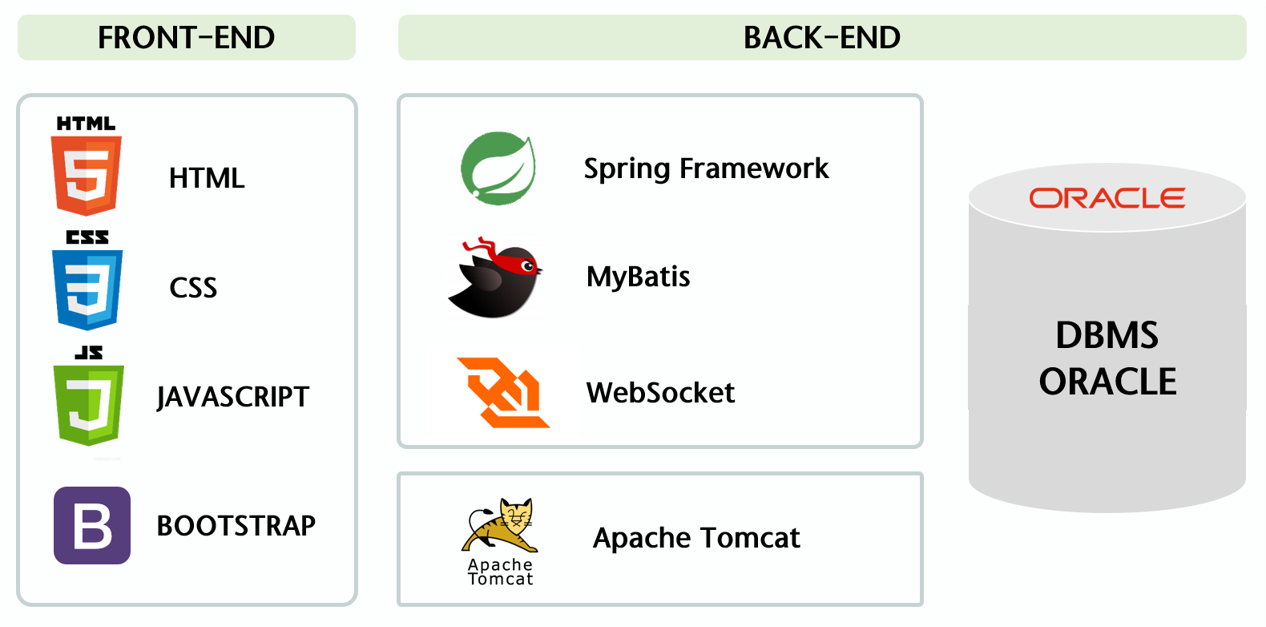 FRONT-END
BACK-END
HTML
HTML
CSS
CSS
JS
JAVASCRIPT
B
BOOTSTRAP
Spring Framework
MyBatis
WebSocket
Apache
Tomcat
Apache Tomcat
ORACLE
DBMS
ORACLE